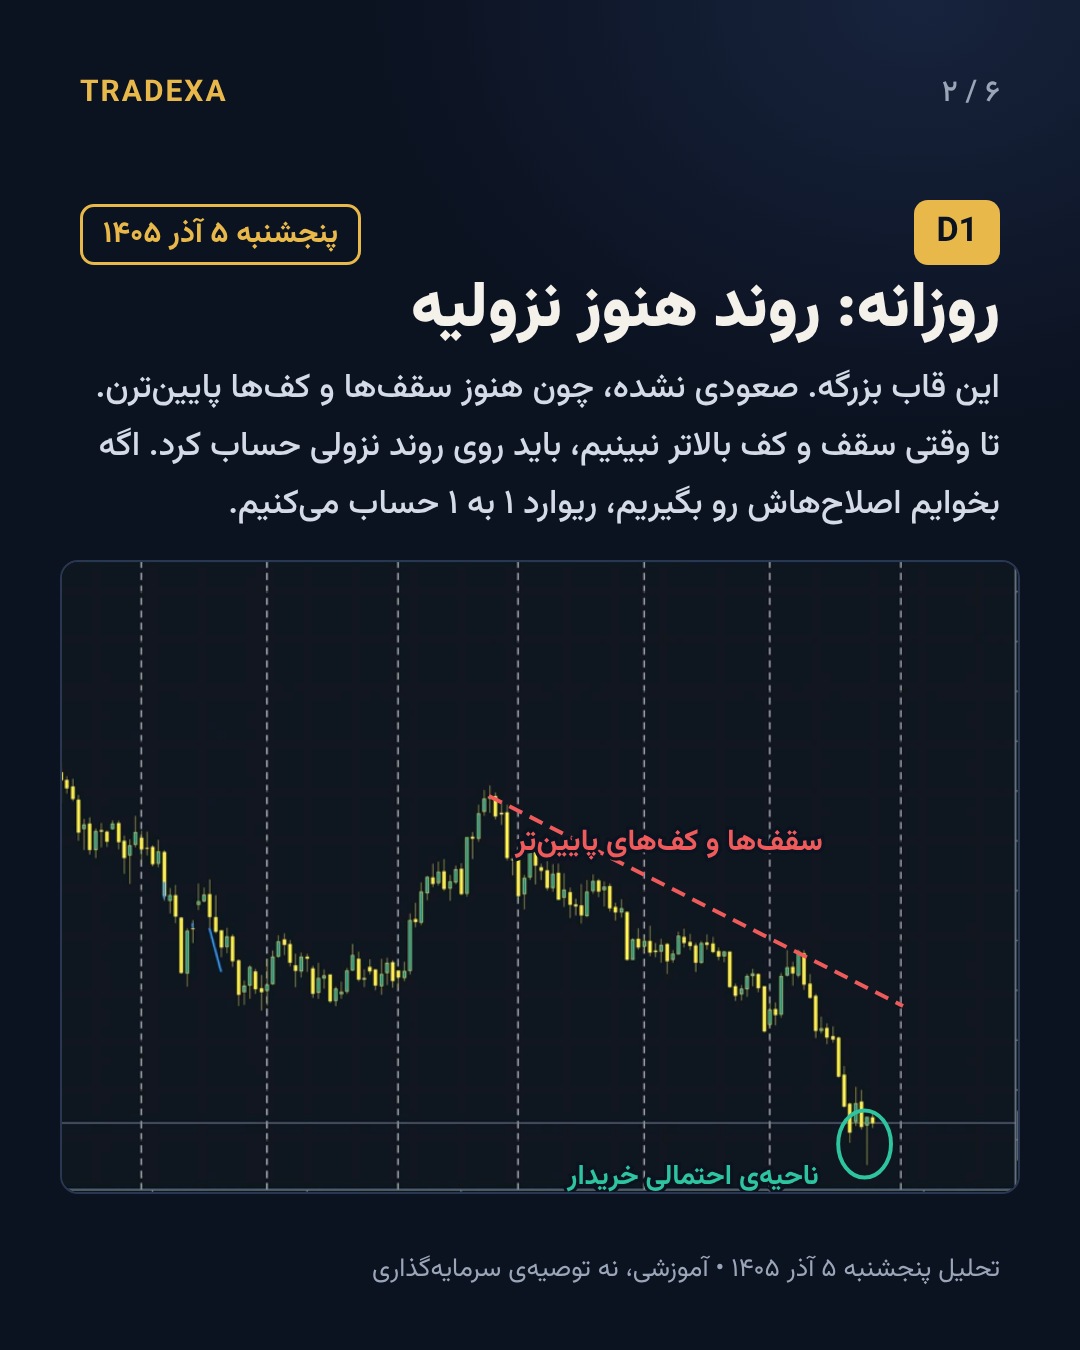 TRADEXA
۲ / ۶
D1
پنجشنبه ۵ آذر ۱۴۰۵
روزانه: روند هنوز نزولیه
این قاب بزرگه. صعودی نشده، چون هنوز سقف‌ها و کف‌ها پایین‌ترن.
تا وقتی سقف و کف بالاتر نبینیم، باید روی روند نزولی حساب کرد. اگه
بخوایم اصلاح‌هاش رو بگیریم، ریوارد ۱ به ۱ حساب می‌کنیم.
سقف‌ها و کف‌های پایین‌تر
ناحیه‌ی احتمالی خریدار
تحلیل پنجشنبه ۵ آذر ۱۴۰۵ • آموزشی، نه توصیه‌ی سرمایه‌گذاری